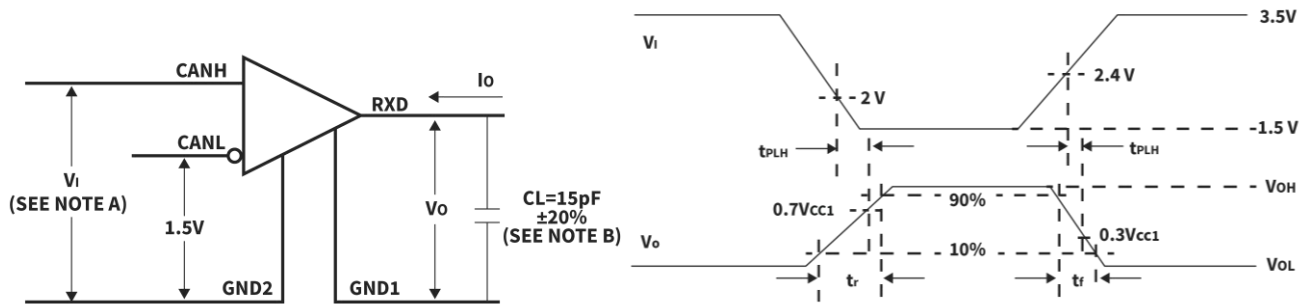 CANH
IO
RXD
CANL
VI
(SEE NOTE A)
1.5V
VO
CL=15pF
±20%
(SEE NOTE B)
GND2
GND1
VI
3.5V
2.4 V
2 V
1.5 V
tPLH
tPLH
VOH
90%
0.7VCC1
0.3VCC1
10%
Vo
VOL
tr
tf